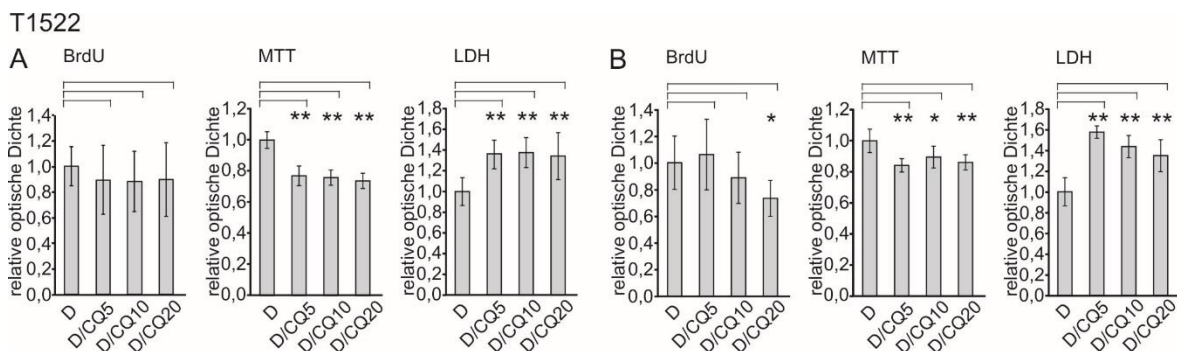 T1522
A
BrdU
relative optische Dichte
1,6
1,4
1,2
1,0
0,8
0,6
0,4
0,2
0,0
D
D/CQ5
D/CQ10
D/CQ20
MTT
** ** **
relative optische Dichte
1,2
1,0
0,8
0,6
0,4
0,2
0,0
D
D/CQ5
D/CQ10
D/CQ20
LDH
** ** **
relative optische Dichte
1,8
1,6
1,4
1,2
1,0
0,8
0,6
0,4
0,2
0,0
D
D/CQ5
D/CQ10
D/CQ20
B
BrdU
*
relative optische Dichte
1,4
1,2
1,0
0,8
0,6
0,4
0,2
0,0
D
D/CQ5
D/CQ10
D/CQ20
MTT
** * **
relative optische Dichte
1,2
1,0
0,8
0,6
0,4
0,2
0,0
D
D/CQ5
D/CQ10
D/CQ20
LDH
** ** **
relative optische Dichte
1,8
1,6
1,4
1,2
1,0
0,8
0,6
0,4
0,2
0,0
D
D/CQ5
D/CQ10
D/CQ20